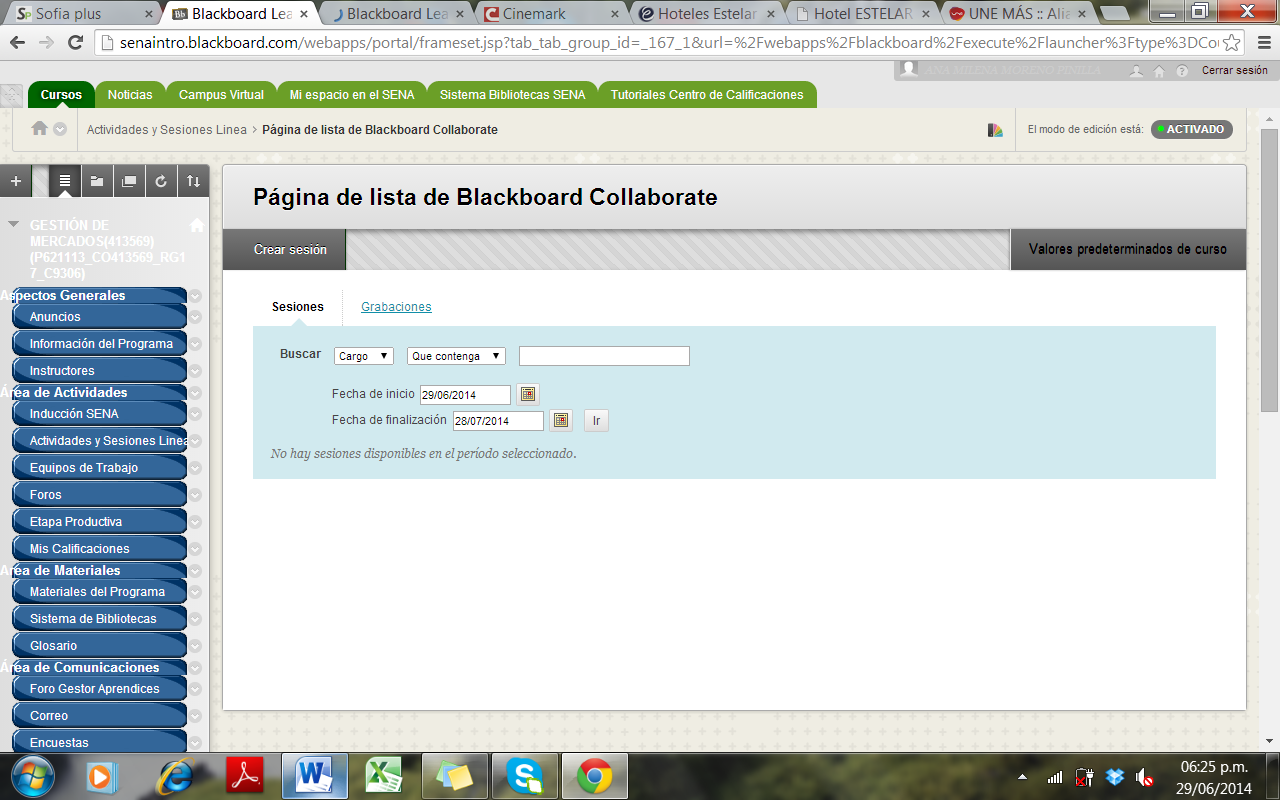 Sofia plus
Blackboard Lea
Blackboard Lea
Cinemark
Hoteles Estelar
Hotel ESTELAR
UNE MÁS :: Alia
senaintro.blackboard.com/webapps/portal/frameset.jsp?tab_tab_group_id=_167_1&url=%2Fwebapps%2Fblackboard%2Fexecute%2Flauncher%3Ftype%3DCo
ANA MILENA MORENO PINILLA
Cerrar sesión
Cursos
Noticias
Campus Virtual
Mi espacio en el SENA
Sistema Bibliotecas SENA
Tutoriales Centro de Calificaciones
Actividades y Sesiones Linea > Página de lista de Blackboard Collaborate
El modo de edición está: ACTIVADO
GESTIÓN DE
MERCADOS(413569)
(P621113_CO413569_RG1
7_C9306)
Aspectos Generales
Anuncios
Información del Programa
Instructores
Área de Actividades
Inducción SENA
Actividades y Sesiones Linea
Equipos de Trabajo
Foros
Etapa Productiva
Mis Calificaciones
Área de Materiales
Materiales del Programa
Sistema de Bibliotecas
Glosario
Área de Comunicaciones
Foro Gestor Aprendices
Correo
Encuestas
Página de lista de Blackboard Collaborate
Crear sesión
Valores predeterminados de curso
Sesiones
Grabaciones
Buscar Cargo Que contenga
Fecha de inicio 29/06/2014
Fecha de finalización 28/07/2014 Ir
No hay sesiones disponibles en el período seleccionado.
06:25 p.m.
29/06/2014